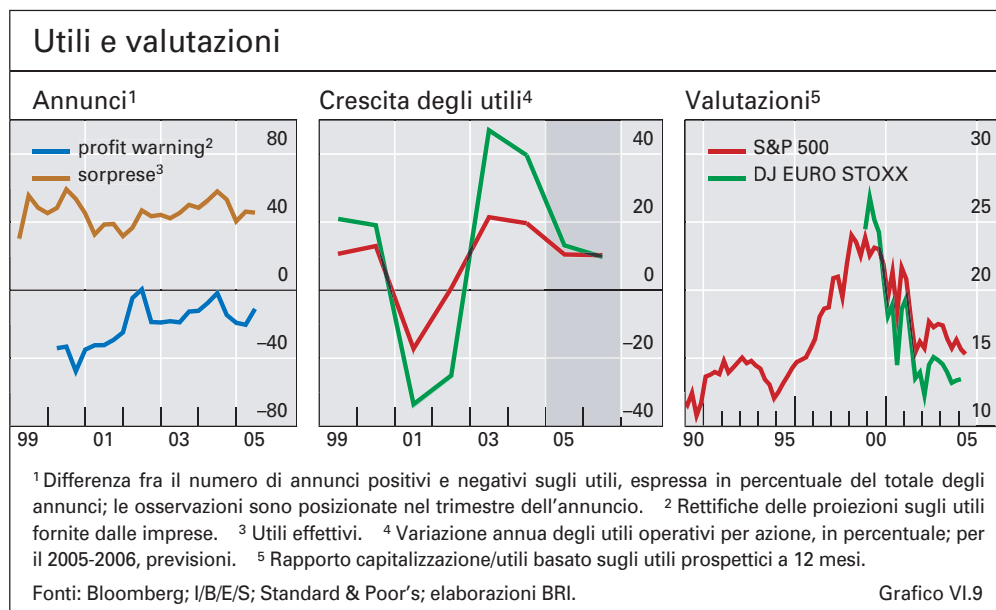 Utili e valutazioni
Annunci¹
profit warning²
sorprese³
80
40
0
–40
–80
99 01 03 05
Crescita degli utili⁴
40
20
0
–20
–40
99 01 03 05
Valutazioni⁵
S&P 500
DJ EURO STOXX
30
25
20
15
10
90 95 00 05
¹ Differenza fra il numero di annunci positivi e negativi sugli utili, espressa in percentuale del totale degli
annunci; le osservazioni sono posizionate nel trimestre dell’annuncio. ² Rettifiche delle proiezioni sugli utili
fornite dalle imprese. ³ Utili effettivi. ⁴ Variazione annua degli utili operativi per azione, in percentuale; per
il 2005-2006, previsioni. ⁵ Rapporto capitalizzazione/utili basato sugli utili prospettici a 12 mesi.
Fonti: Bloomberg; I/B/E/S; Standard & Poor’s; elaborazioni BRI. Grafico VI.9